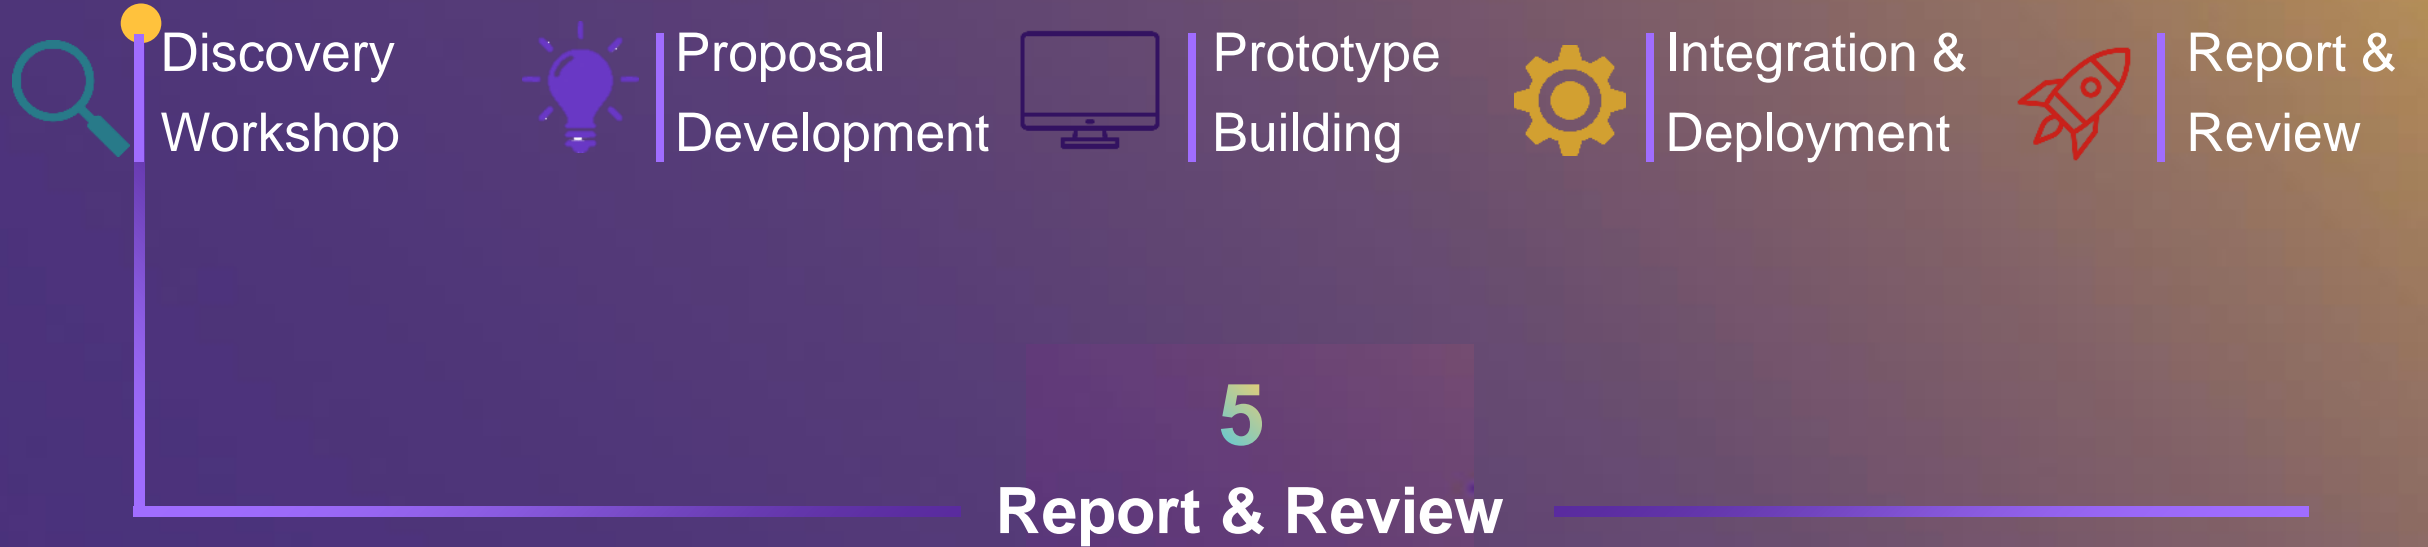 Discovery
Workshop
Proposal
Development
Prototype
Building
Integration &
Deployment
Report &
Review
5
Report & Review